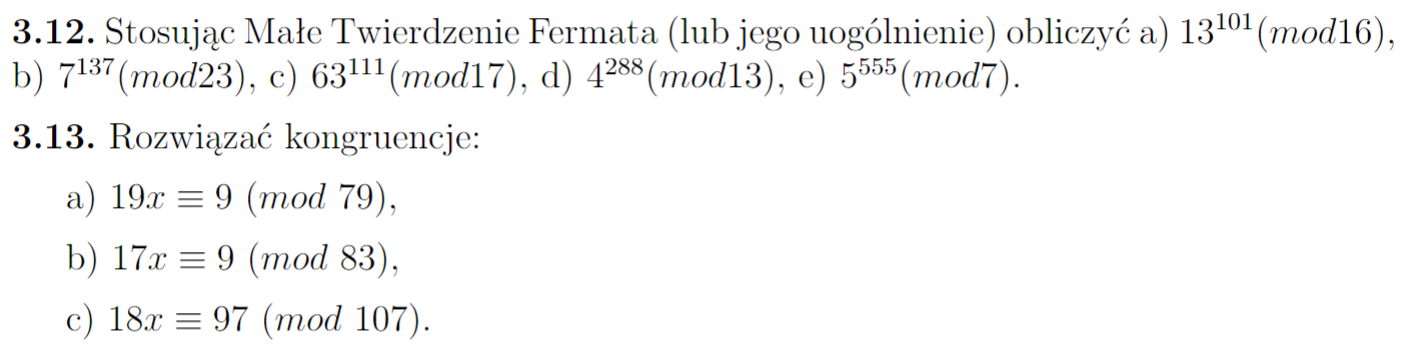 3.12. Stosując Małe Twierdzenie Fermata (lub jego uogólnienie) obliczyć a) 13^{101}(mod16),
b) 7^{137}(mod23), c) 63^{111}(mod17), d) 4^{288}(mod13), e) 5^{555}(mod7).
3.13. Rozwiązać kongruencje:
a) 19x ≡ 9 (mod 79),
b) 17x ≡ 9 (mod 83),
c) 18x ≡ 97 (mod 107).